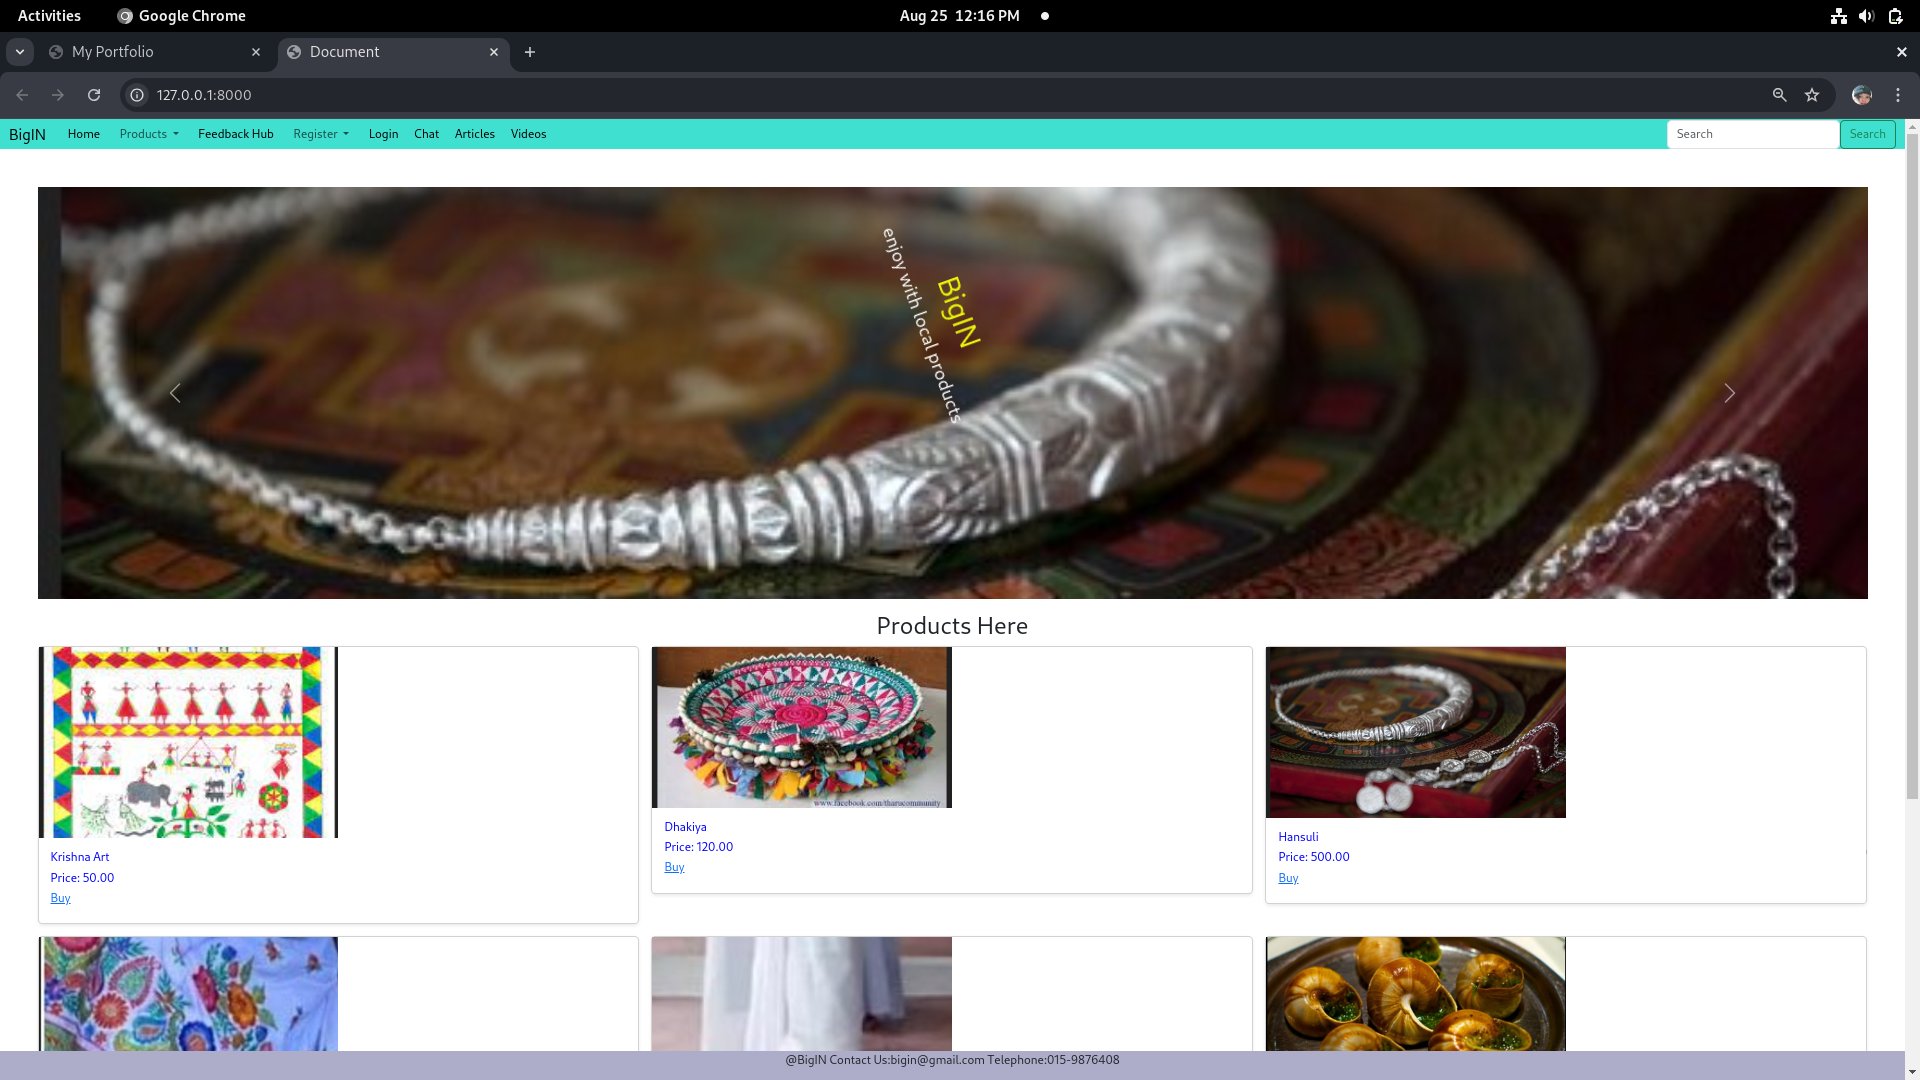 Activities Google Chrome Aug 25 12:16 PM
My Portfolio Document
127.0.0.1:8000
BigIN Home Products Feedback Hub Register Login Chat Articles Videos Search Search
BigIN
enjoy with local products
Products Here
www.facebook.com/tharucommunity
Krishna Art
Price: 50.00
Buy
Dhakiya
Price: 120.00
Buy
Hansuli
Price: 500.00
Buy
@BigIN Contact Us:bigin@gmail.com Telephone:015-9876408